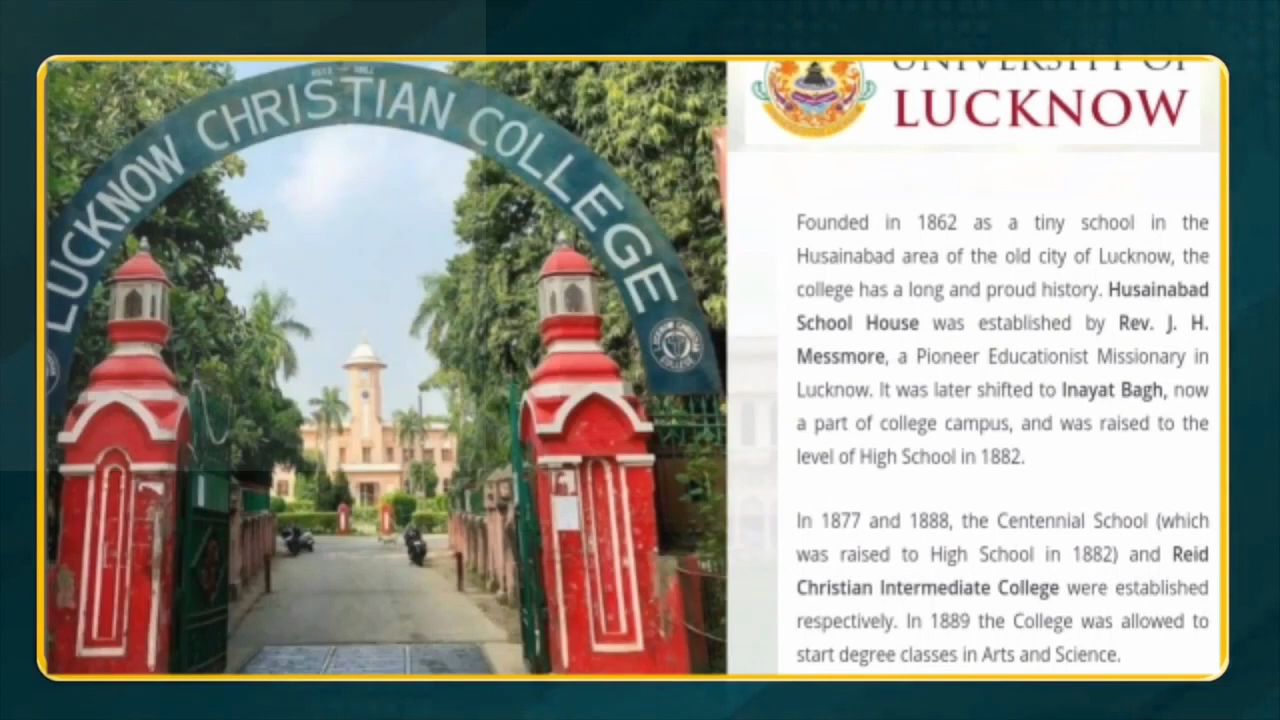 LUCKNOW CHRISTIAN COLLEGE
UNIVERSITY OF
LUCKNOW
Founded in 1862 as a tiny school in the
Husainabad area of the old city of Lucknow, the
college has a long and proud history. Husainabad
School House was established by Rev. J. H.
Messmore, a Pioneer Educationist Missionary in
Lucknow. It was later shifted to Inayat Bagh, now
a part of college campus, and was raised to the
level of High School in 1882.
In 1877 and 1888, the Centennial School (which
was raised to High School in 1882) and Reid
Christian Intermediate College were established
respectively. In 1889 the College was allowed to
start degree classes in Arts and Science.